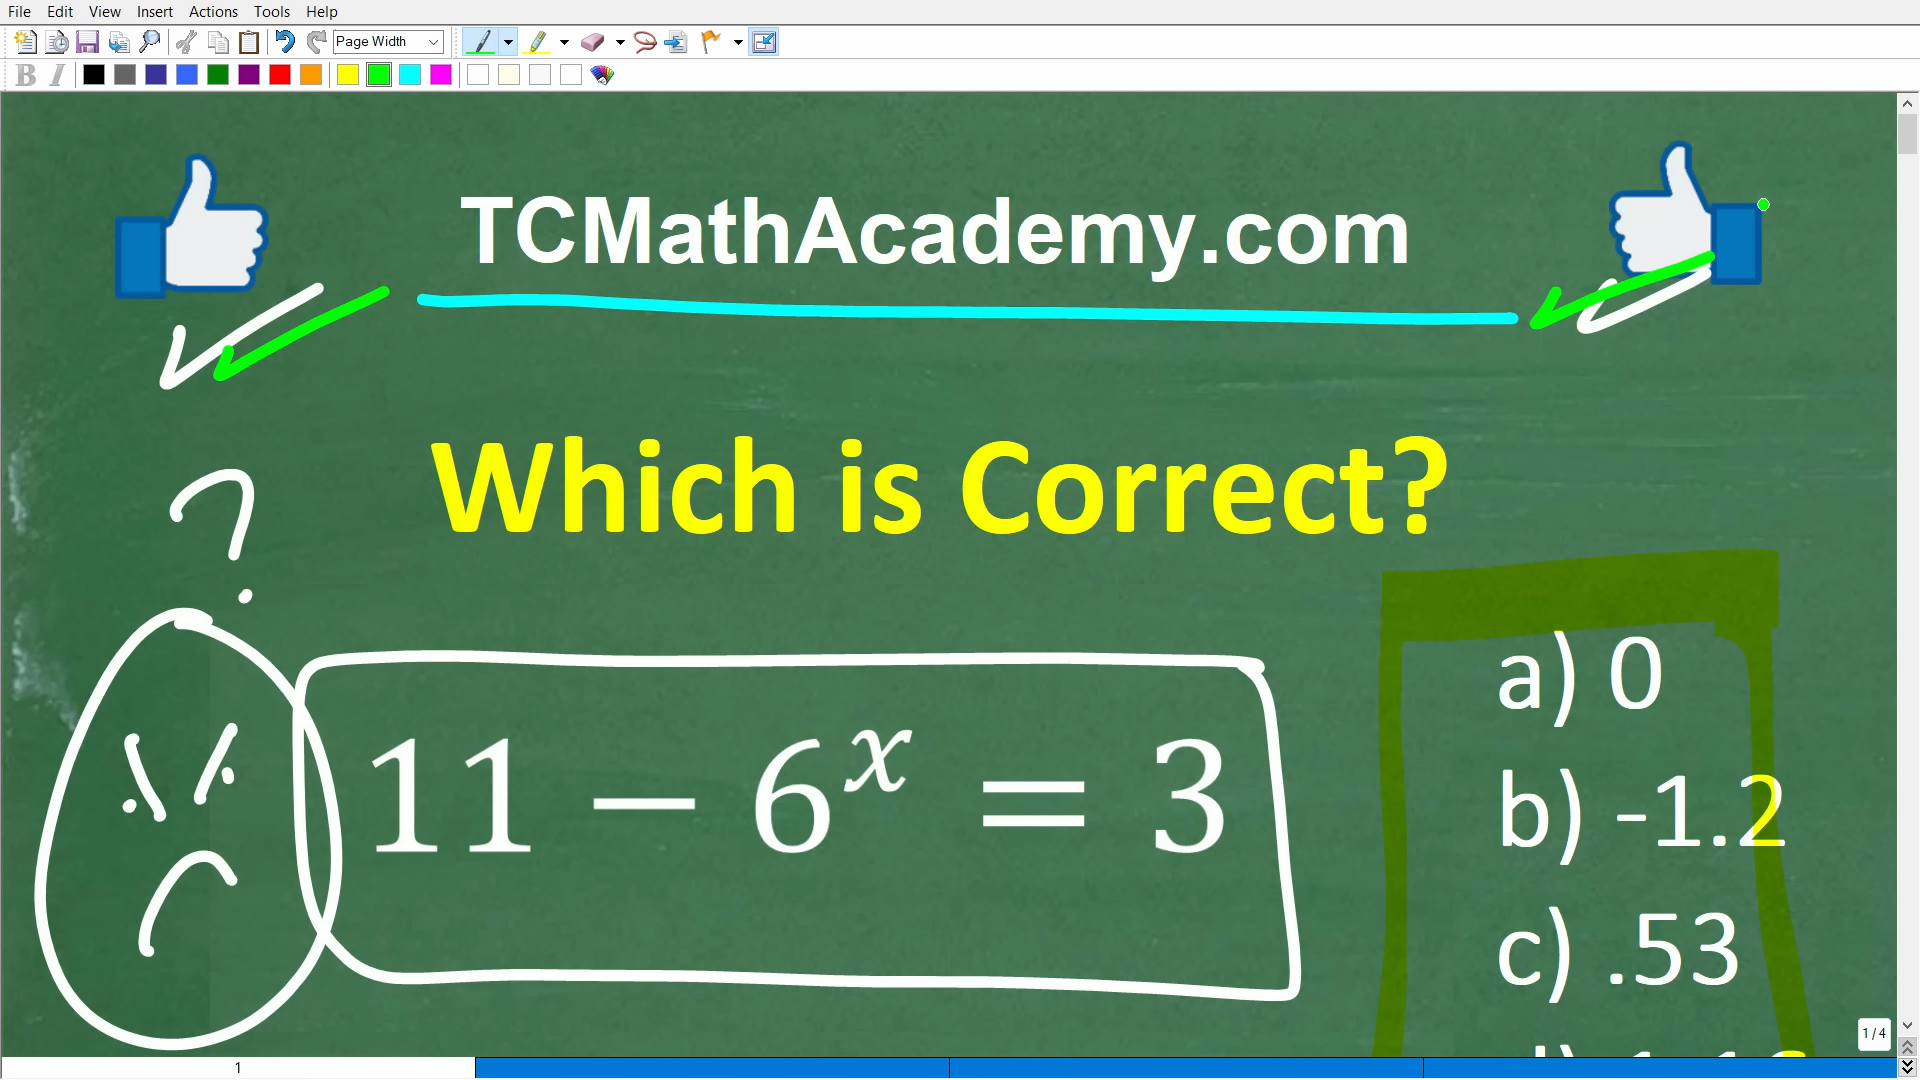 File Edit View Insert Actions Tools Help
Page Width
B I
TCMathAcademy.com
Which is Correct?
?
11 − 6ˣ = 3
a) 0
b) -1.2
c) .53
1 / 4
1